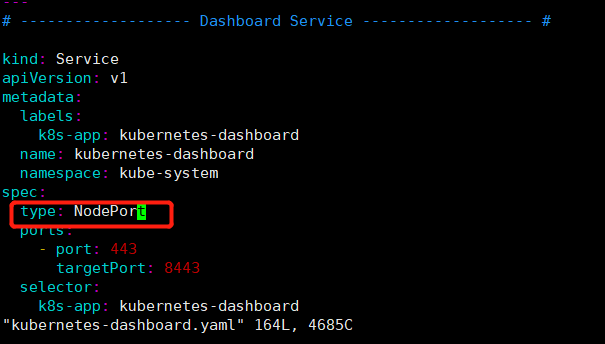 ---
# ------------------- Dashboard Service ------------------- #
kind: Service
apiVersion: v1
metadata:
  labels:
    k8s-app: kubernetes-dashboard
  name: kubernetes-dashboard
  namespace: kube-system
spec:
  type: NodePort
  ports:
    - port: 443
      targetPort: 8443
  selector:
    k8s-app: kubernetes-dashboard
"kubernetes-dashboard.yaml" 164L, 4685C